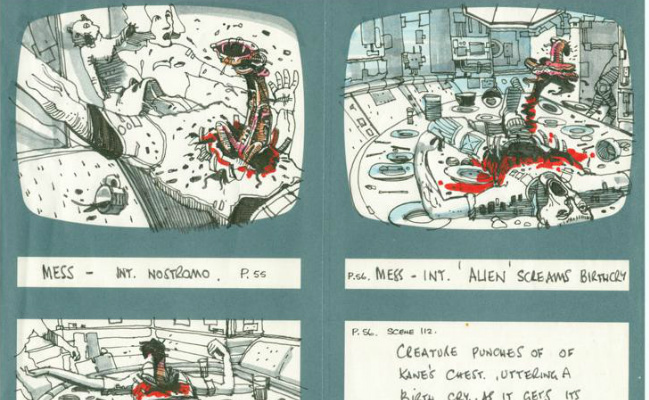 MESS - INT. NOSTROMO. P. 55
P.56. MESS - INT. 'ALIEN' SCREAMS BIRTHCRY
P.56. SCENE 112.
CREATURE PUNCHES OF OF
KANE'S CHEST., UTTERING A
BIRTH CRY. AS IT GETS ITS